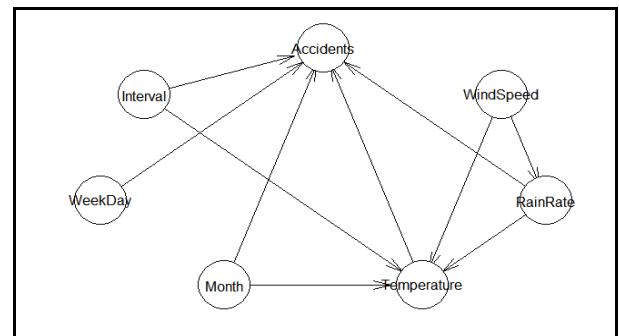 Accidents
Interval
WindSpeed
WeekDay
RainRate
Month
Temperature